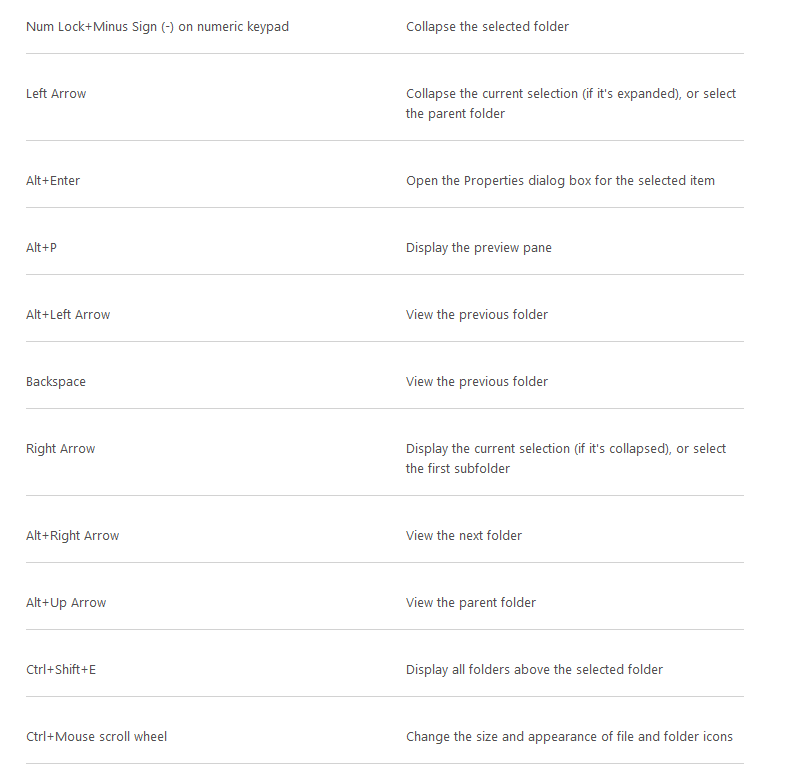 Num Lock+Minus Sign (-) on numeric keypad Collapse the selected folder
Left Arrow Collapse the current selection (if it's expanded), or select
the parent folder
Alt+Enter Open the Properties dialog box for the selected item
Alt+P Display the preview pane
Alt+Left Arrow View the previous folder
Backspace View the previous folder
Right Arrow Display the current selection (if it's collapsed), or select
the first subfolder
Alt+Right Arrow View the next folder
Alt+Up Arrow View the parent folder
Ctrl+Shift+E Display all folders above the selected folder
Ctrl+Mouse scroll wheel Change the size and appearance of file and folder icons